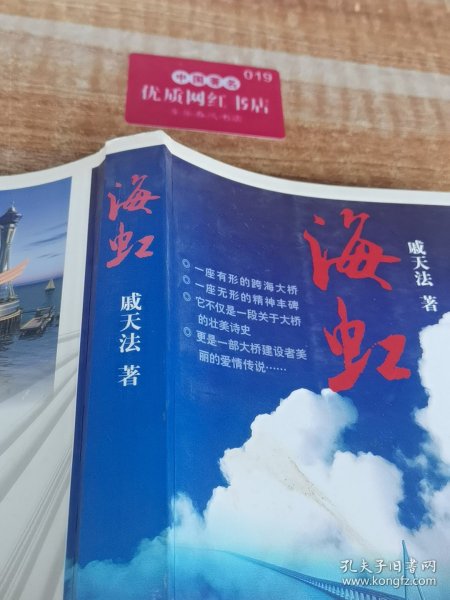 019
中国著名
优质网红书店
海虹
戚天法 著
海虹
戚天法 著
◎一座有形的跨海大桥
◎一座无形的精神丰碑
◎它不仅是一段关于大桥
的壮美诗史
◎更是一部大桥建设者美
丽的爱情传说……
孔夫子旧书网
www.kongfz.com